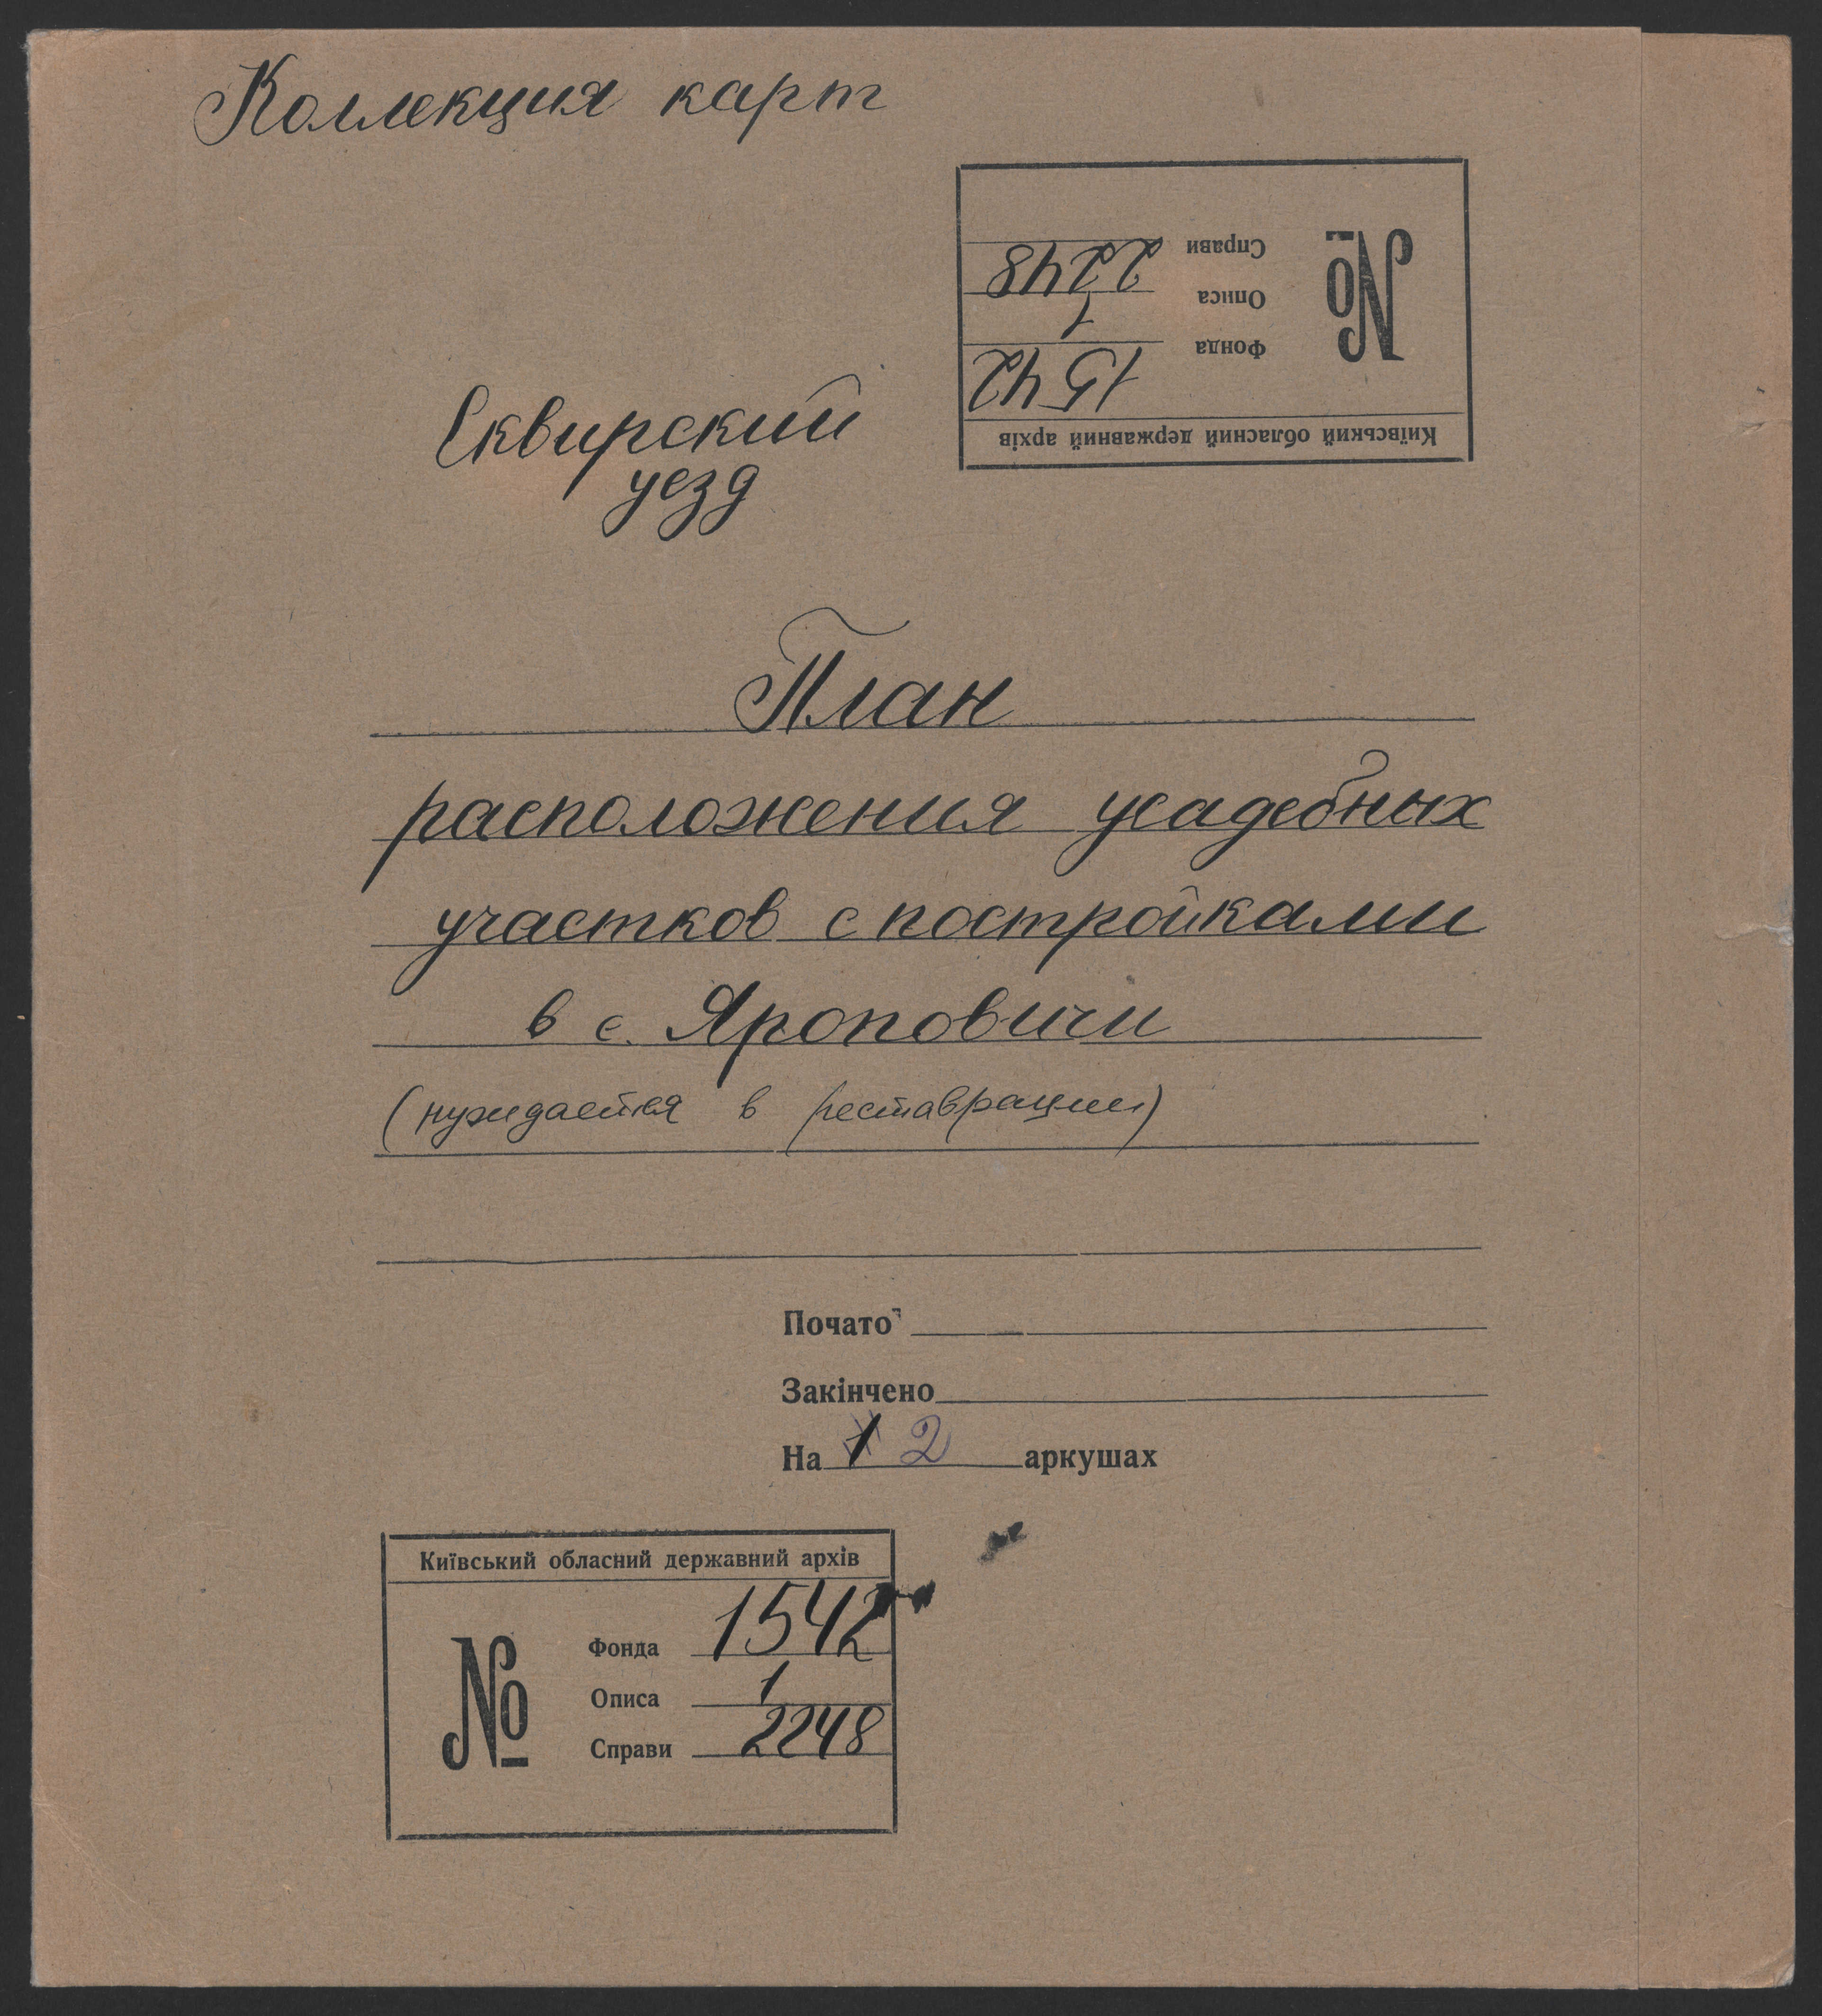 Коллекция карт
Київський обласний державний архів
№
Фонда 1542
Описа 1
Справи 2248
Сквирский
уезд
План
расположения усадебных
участков с постройками
в с. Яроповичи
(нуждается в реставрации)
Почато
Закінчено
На 1 2 аркушах
Київський обласний державний архів
№
Фонда 1542
Описа 1
Справи 2248